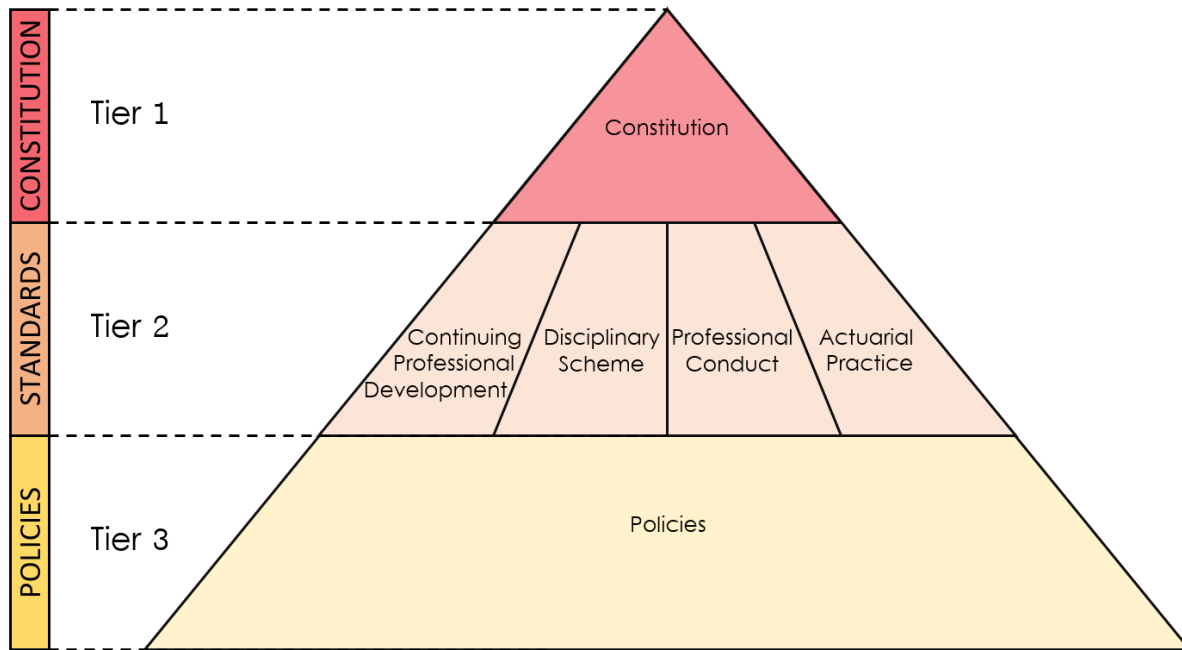 CONSTITUTION
Tier 1
Constitution
STANDARDS
Tier 2
Continuing
Professional
Development
Disciplinary
Scheme
Professional
Conduct
Actuarial
Practice
POLICIES
Tier 3
Policies